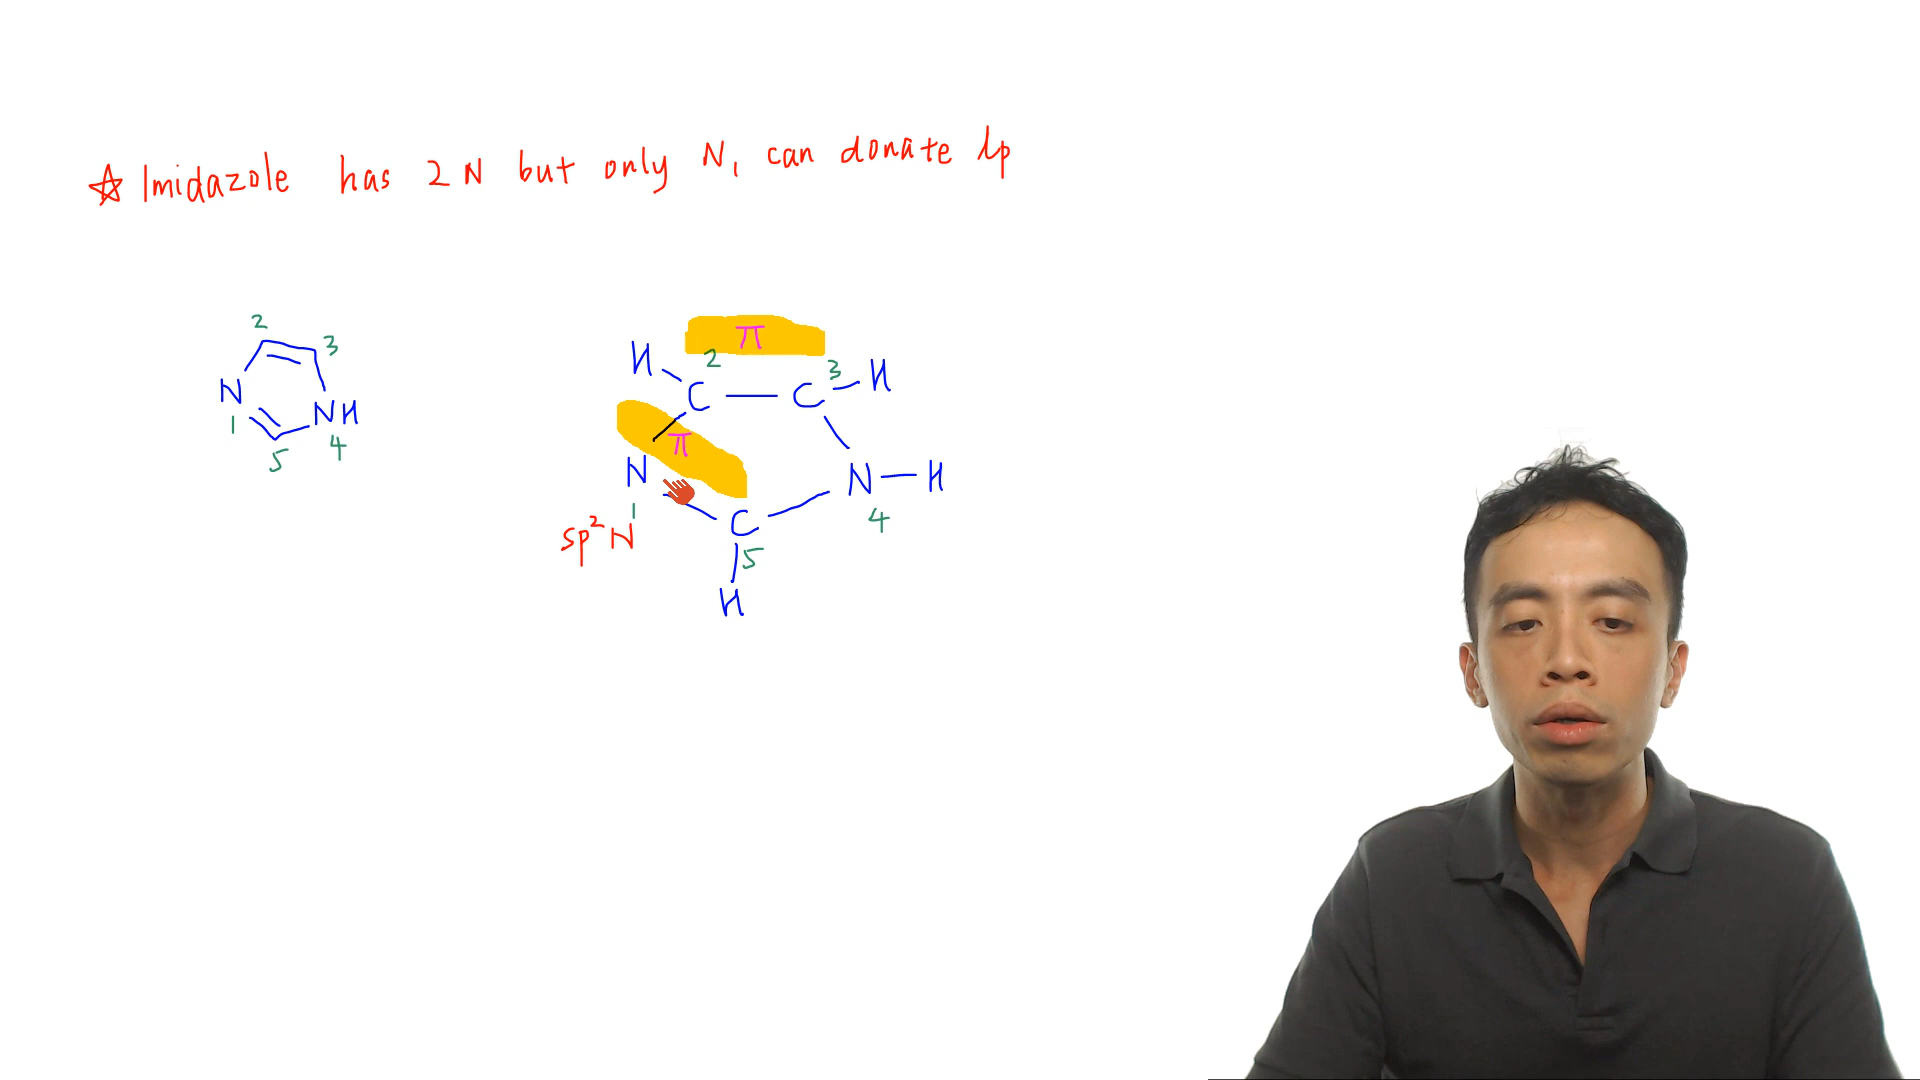 ☆ Imidazole has 2 N but only N₁ can donate lp
2
3
N
NH
1
4
5
π
H
2
3
H
C
C
π
N
N
H
1
4
sp² N
C
5
H